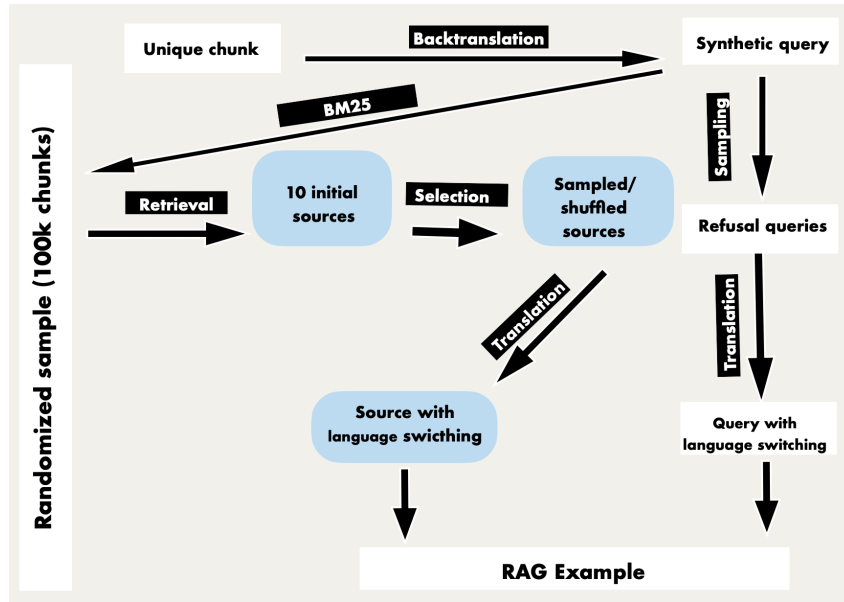 Unique chunk
Backtranslation
Synthetic query
BM25
Sampling
Randomized sample (100k chunks)
Retrieval
10 initial
sources
Selection
Sampled/
shuffled
sources
Refusal queries
Translation
Translation
Source with
language swicthing
Query with
language switching
RAG Example